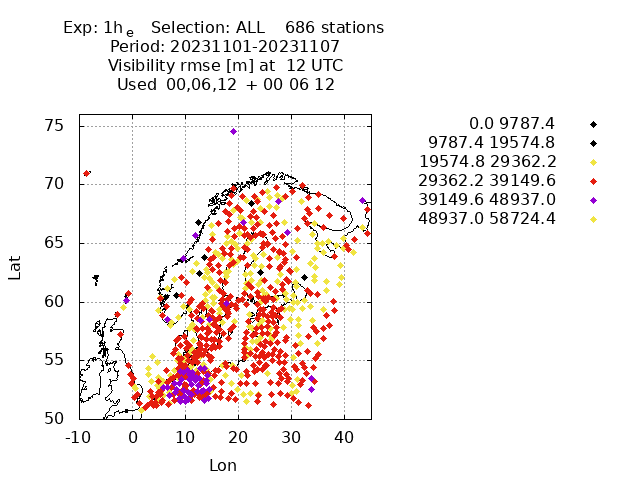 Exp: 1h e   Selection: ALL    686 stations
Period: 20231101-20231107
Visibility rmse [m] at  12 UTC
Used  00,06,12  + 00 06 12
0.0 9787.4
9787.4 19574.8
19574.8 29362.2
29362.2 39149.6
39149.6 48937.0
48937.0 58724.4
75
70
65
60
55
50
Lat
-10 0 10 20 30 40
Lon